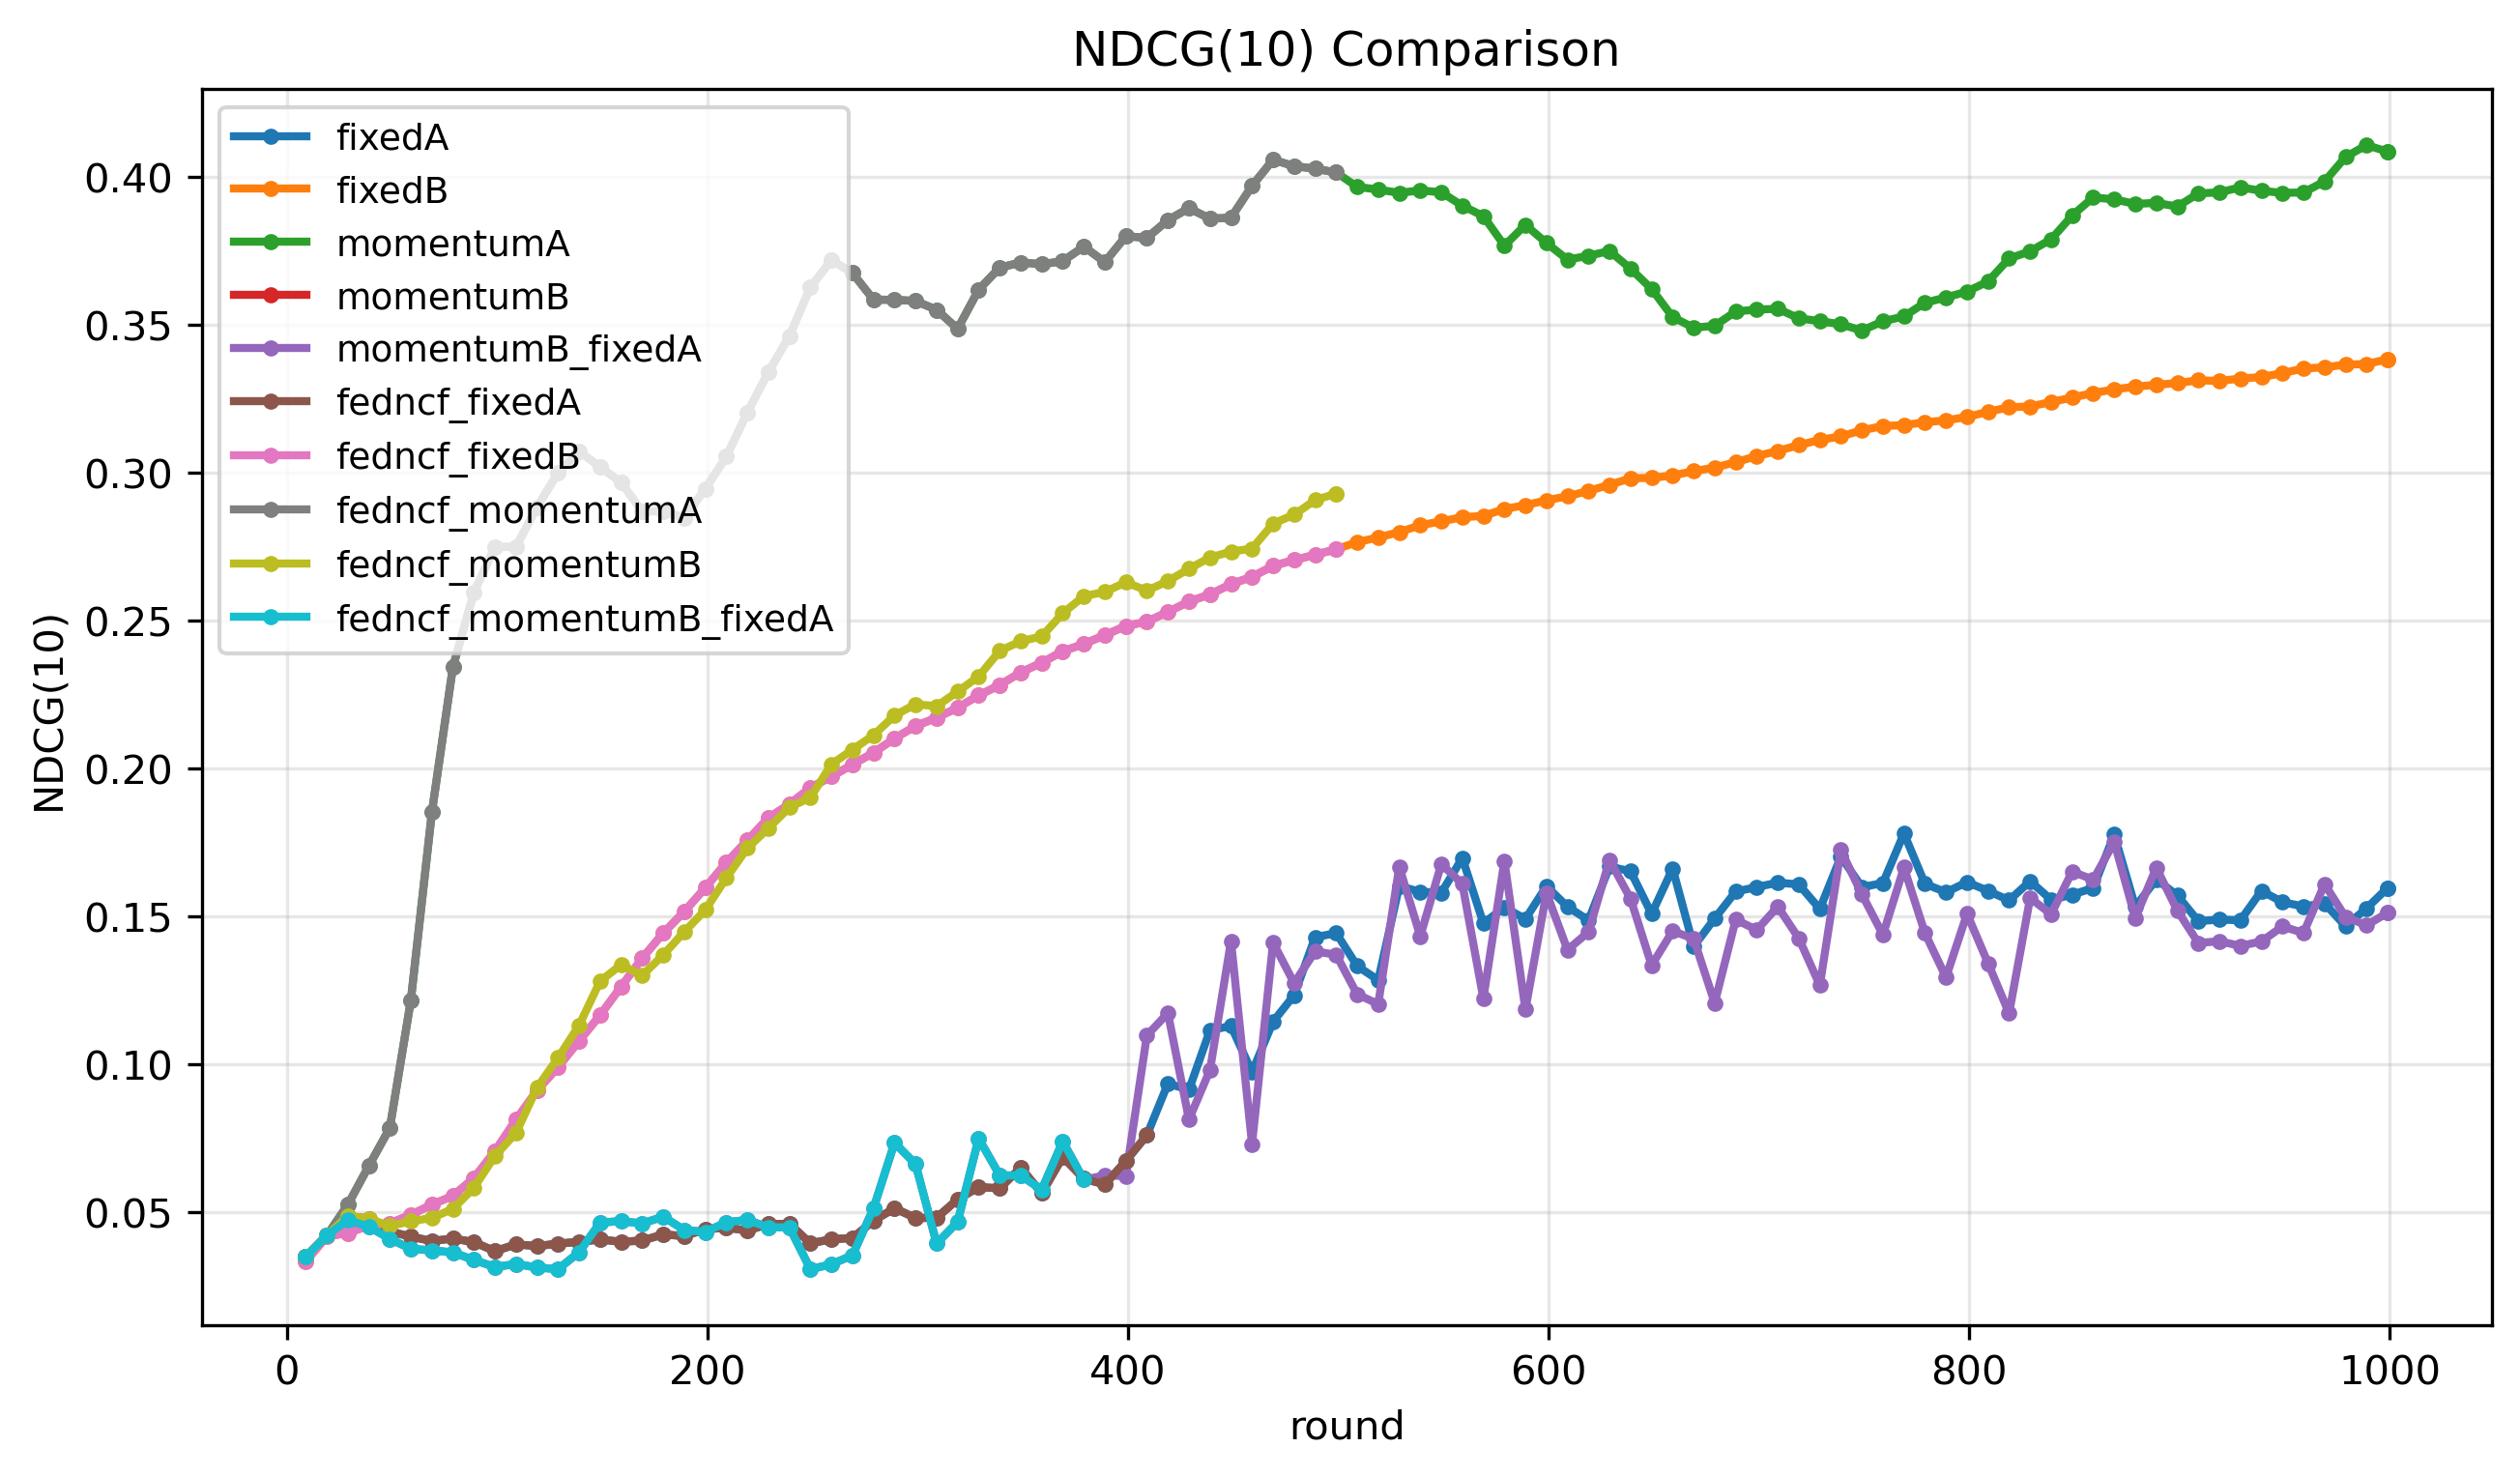 NDCG(10) Comparison
fixedA
fixedB
momentumA
momentumB
momentumB_fixedA
fedncf_fixedA
fedncf_fixedB
fedncf_momentumA
fedncf_momentumB
fedncf_momentumB_fixedA
NDCG(10)
0.40
0.35
0.30
0.25
0.20
0.15
0.10
0.05
0 200 400 600 800 1000
round